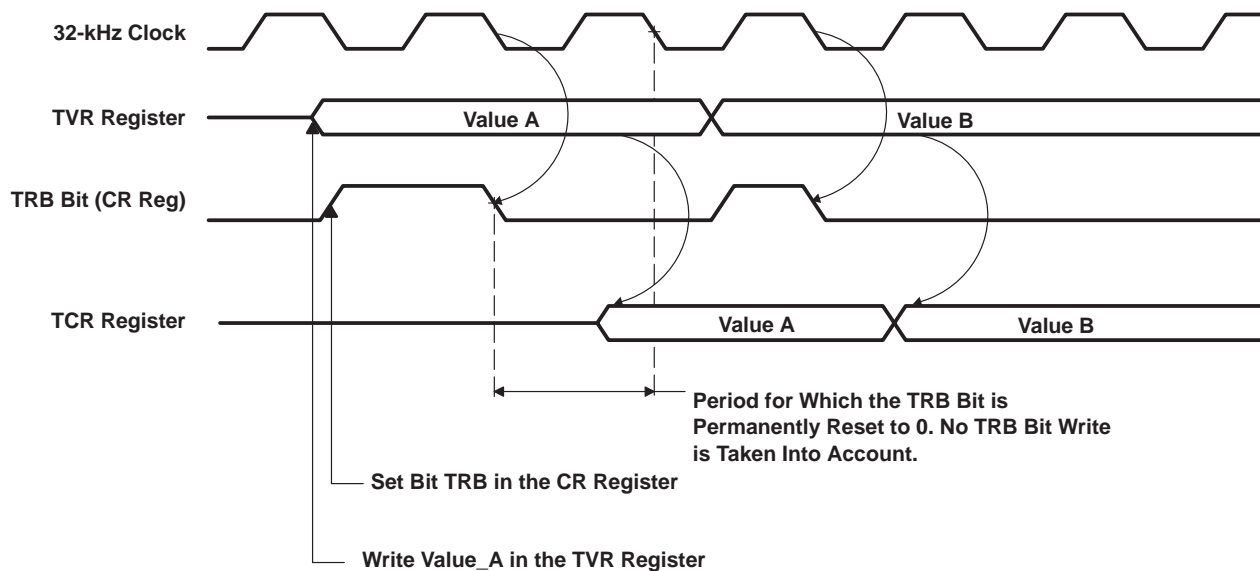 32-kHz Clock
TVR Register
Value A
Value B
TRB Bit (CR Reg)
TCR Register
Value A
Value B
Period for Which the TRB Bit is
Permanently Reset to 0. No TRB Bit Write
is Taken Into Account.
Set Bit TRB in the CR Register
Write Value_A in the TVR Register